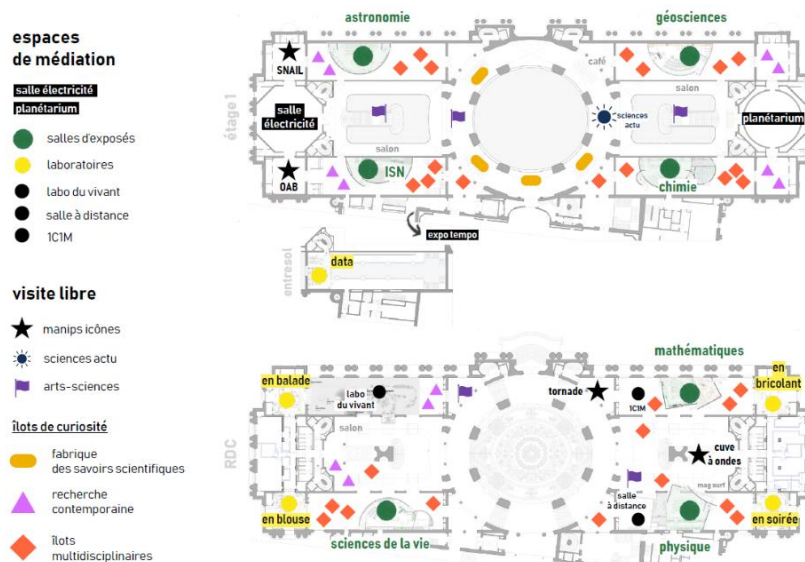 espaces
de médiation
salle électricité
planétarium
salles d'exposés
laboratoires
labo du vivant
salle à distance
1C1M
visite libre
manips icônes
sciences actu
arts-sciences
îlots de curiosité
fabrique
des savoirs scientifiques
recherche
contemporaine
îlots
multidisciplinaires
étage 1
astronomie
géosciences
SNAIL
café
salon
salle
électricité
sciences
actu
planétarium
salon
OAB
ISN
chimie
expo tempo
entresol
data
RDC
mathématiques
en balade
labo
du vivant
tornade
1C1M
en
bricolant
salon
cuve
à ondes
mag surf
salle
à distance
en blouse
en soirée
sciences de la vie
physique